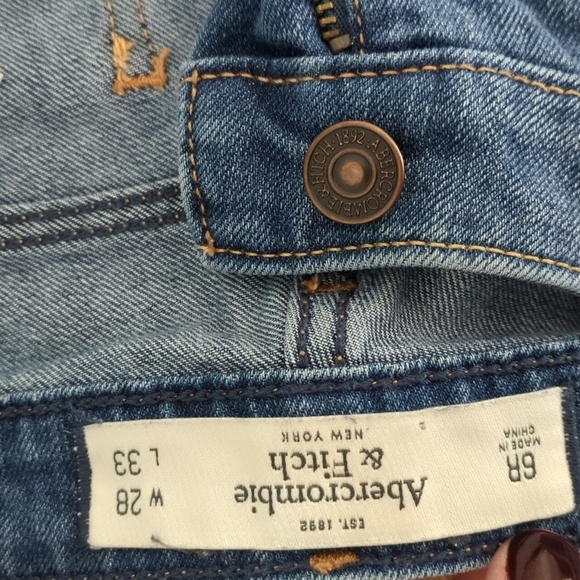 ABERCROMBIE & FITCH · 1892 ·
EST. 1892
Abercrombie
& Fitch
NEW YORK
W 28
L 33
6R
MADE IN
CHINA